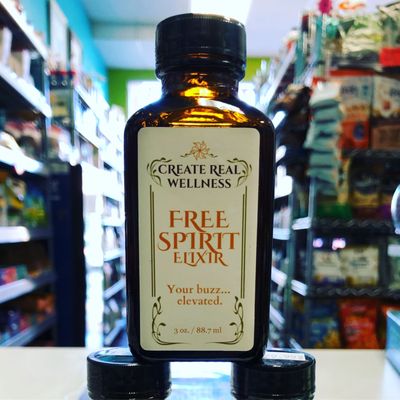 CREATE REAL
WELLNESS
FREE
SPIRIT
ELIXIR
Your buzz...
elevated.
3 oz. / 88.7 ml